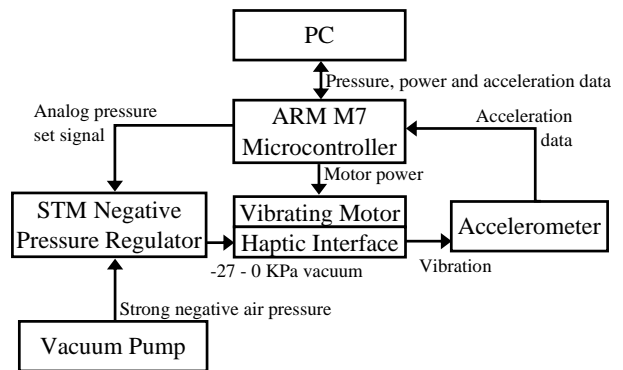 PC
Pressure, power and acceleration data
Analog pressure
set signal
ARM M7
Microcontroller
Acceleration
data
Motor power
STM Negative
Pressure Regulator
Vibrating Motor
Haptic Interface
Accelerometer
-27 - 0 KPa vacuum
Vibration
Strong negative air pressure
Vacuum Pump